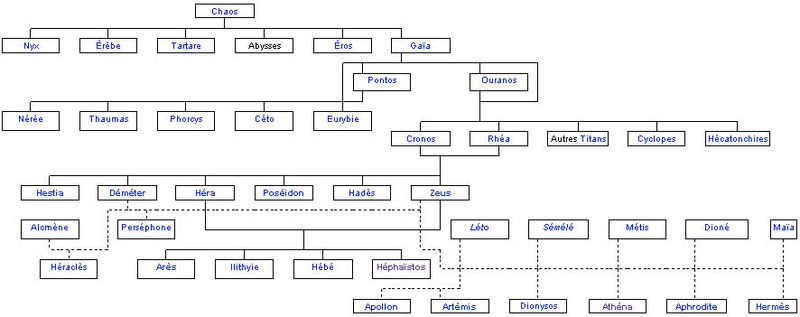 Chaos
Nyx Érèbe Tartare Abysses Éros Gaïa
Pontos Ouranos
Nérée Thaumas Phorcys Céto Eurybie
Cronos Rhéa Autres Titans Cyclopes Hécatonchires
Hestia Déméter Héra Poséidon Hadès Zeus
Alcmène Perséphone Léto Sémélé Métis Dioné Maïa
Héraclès Arès Ilithyie Hébé Héphaïstos
Apollon Artémis Dionysos Athéna Aphrodite Hermès